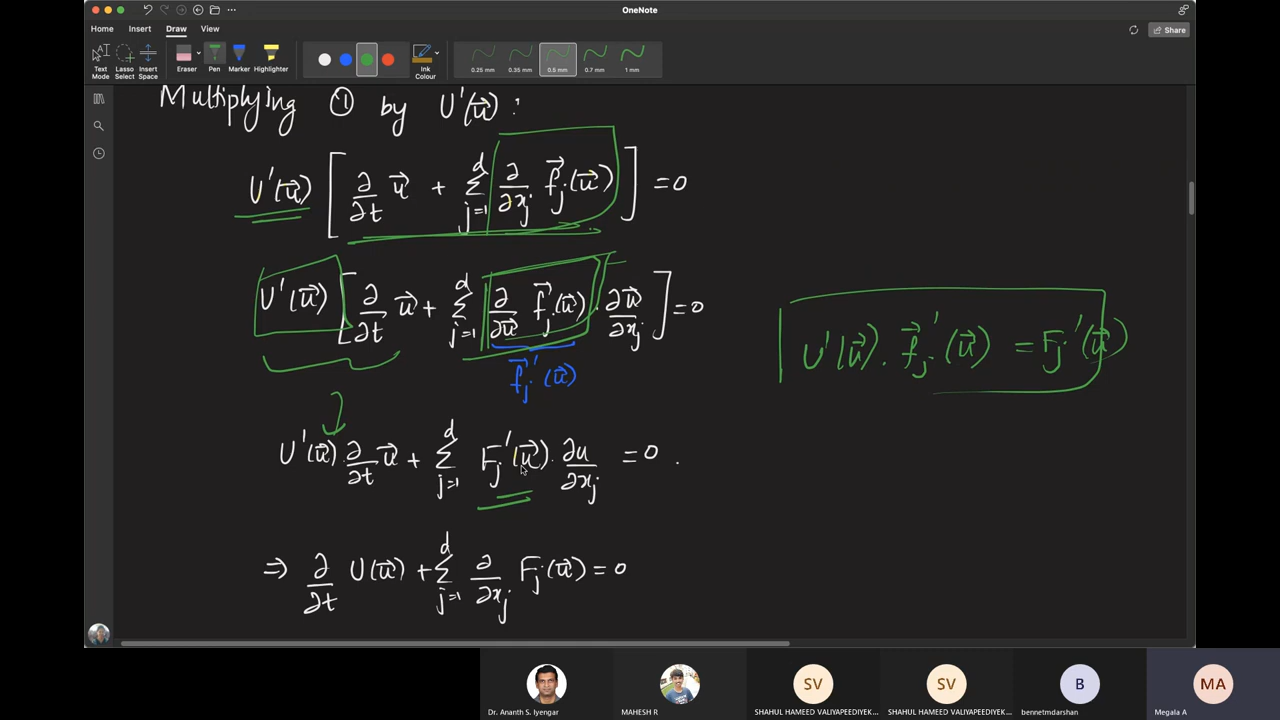 OneNote
Home Insert Draw View
Share
Text Mode Lasso Select Insert Space Eraser Pen Marker Highlighter Ink Colour 0.25 mm 0.35 mm 0.5 mm 0.7 mm 1 mm
Multiplying ① by U'(u⃗) :
U'(u⃗) [ ∂/∂t u⃗ + Σ_{j=1}^{d} ∂/∂x_j f⃗_j(u⃗) ] = 0
U'(u⃗) [ ∂/∂t u⃗ + Σ_{j=1}^{d} ∂/∂u⃗ f⃗_j(u⃗) · ∂u⃗/∂x_j ] = 0
f⃗_j'(u⃗)
U'(u⃗) . f⃗_j'(u⃗) = F_j'(u⃗)
U'(u⃗) . ∂/∂t u⃗ + Σ_{j=1}^{d} F_j'(u⃗) . ∂u/∂x_j = 0 .
⇒ ∂/∂t U(u⃗) + Σ_{j=1}^{d} ∂/∂x_j F_j(u⃗) = 0
SV SV B MA
Dr. Ananth S. Iyengar MAHESH R SHAHUL HAMEED VALIYAPEEDIYEK... SHAHUL HAMEED VALIYAPEEDIYEK... bennetmdarshan Megala A